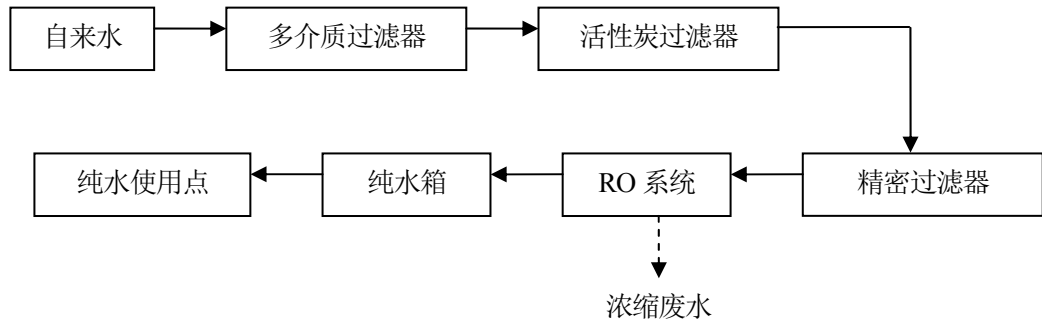 自来水
多介质过滤器
活性炭过滤器
精密过滤器
RO 系统
纯水箱
纯水使用点
浓缩废水